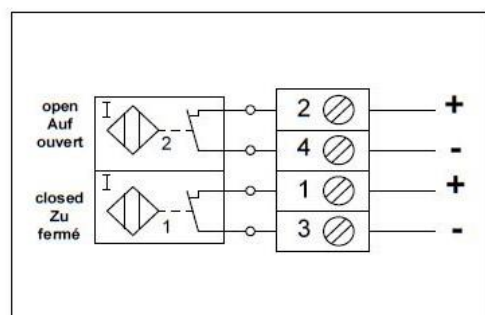 open
Auf
ouvert
I
2
2
+
4
-
closed
Zu
fermé
I
1
1
+
3
-